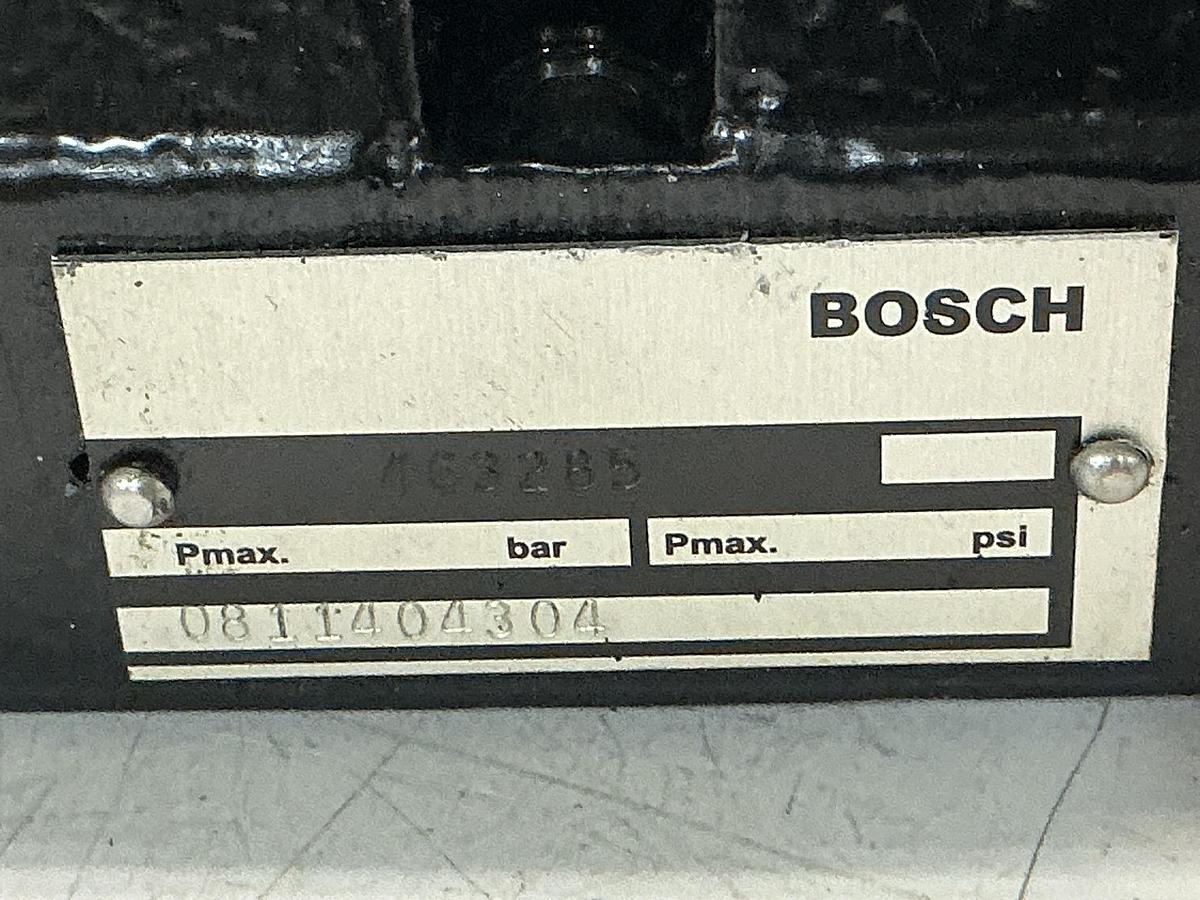 BOSCH
463285
Pmax. bar Pmax. psi
0811404304